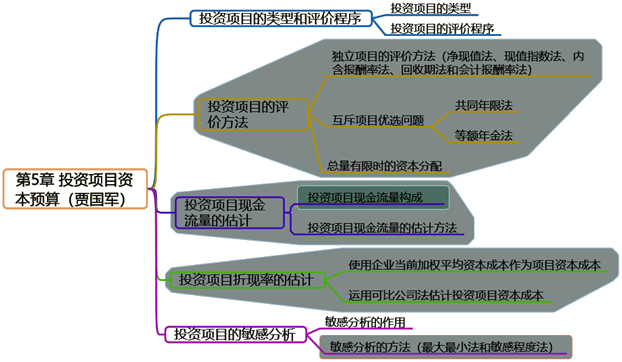 投资项目的类型和评价程序
投资项目的类型
投资项目的评价程序
投资项目的评
价方法
独立项目的评价方法（净现值法、现值指数法、内
含报酬率法、回收期法和会计报酬率法）
互斥项目优选问题
共同年限法
等额年金法
总量有限时的资本分配
第5章 投资项目资
本预算（贾国军）
投资项目现金
流量的估计
投资项目现金流量构成
投资项目现金流量的估计方法
投资项目折现率的估计
使用企业当前加权平均资本成本作为项目资本成本
运用可比公司法估计投资项目资本成本
投资项目的敏感分析
敏感分析的作用
敏感分析的方法（最大最小法和敏感程度法）